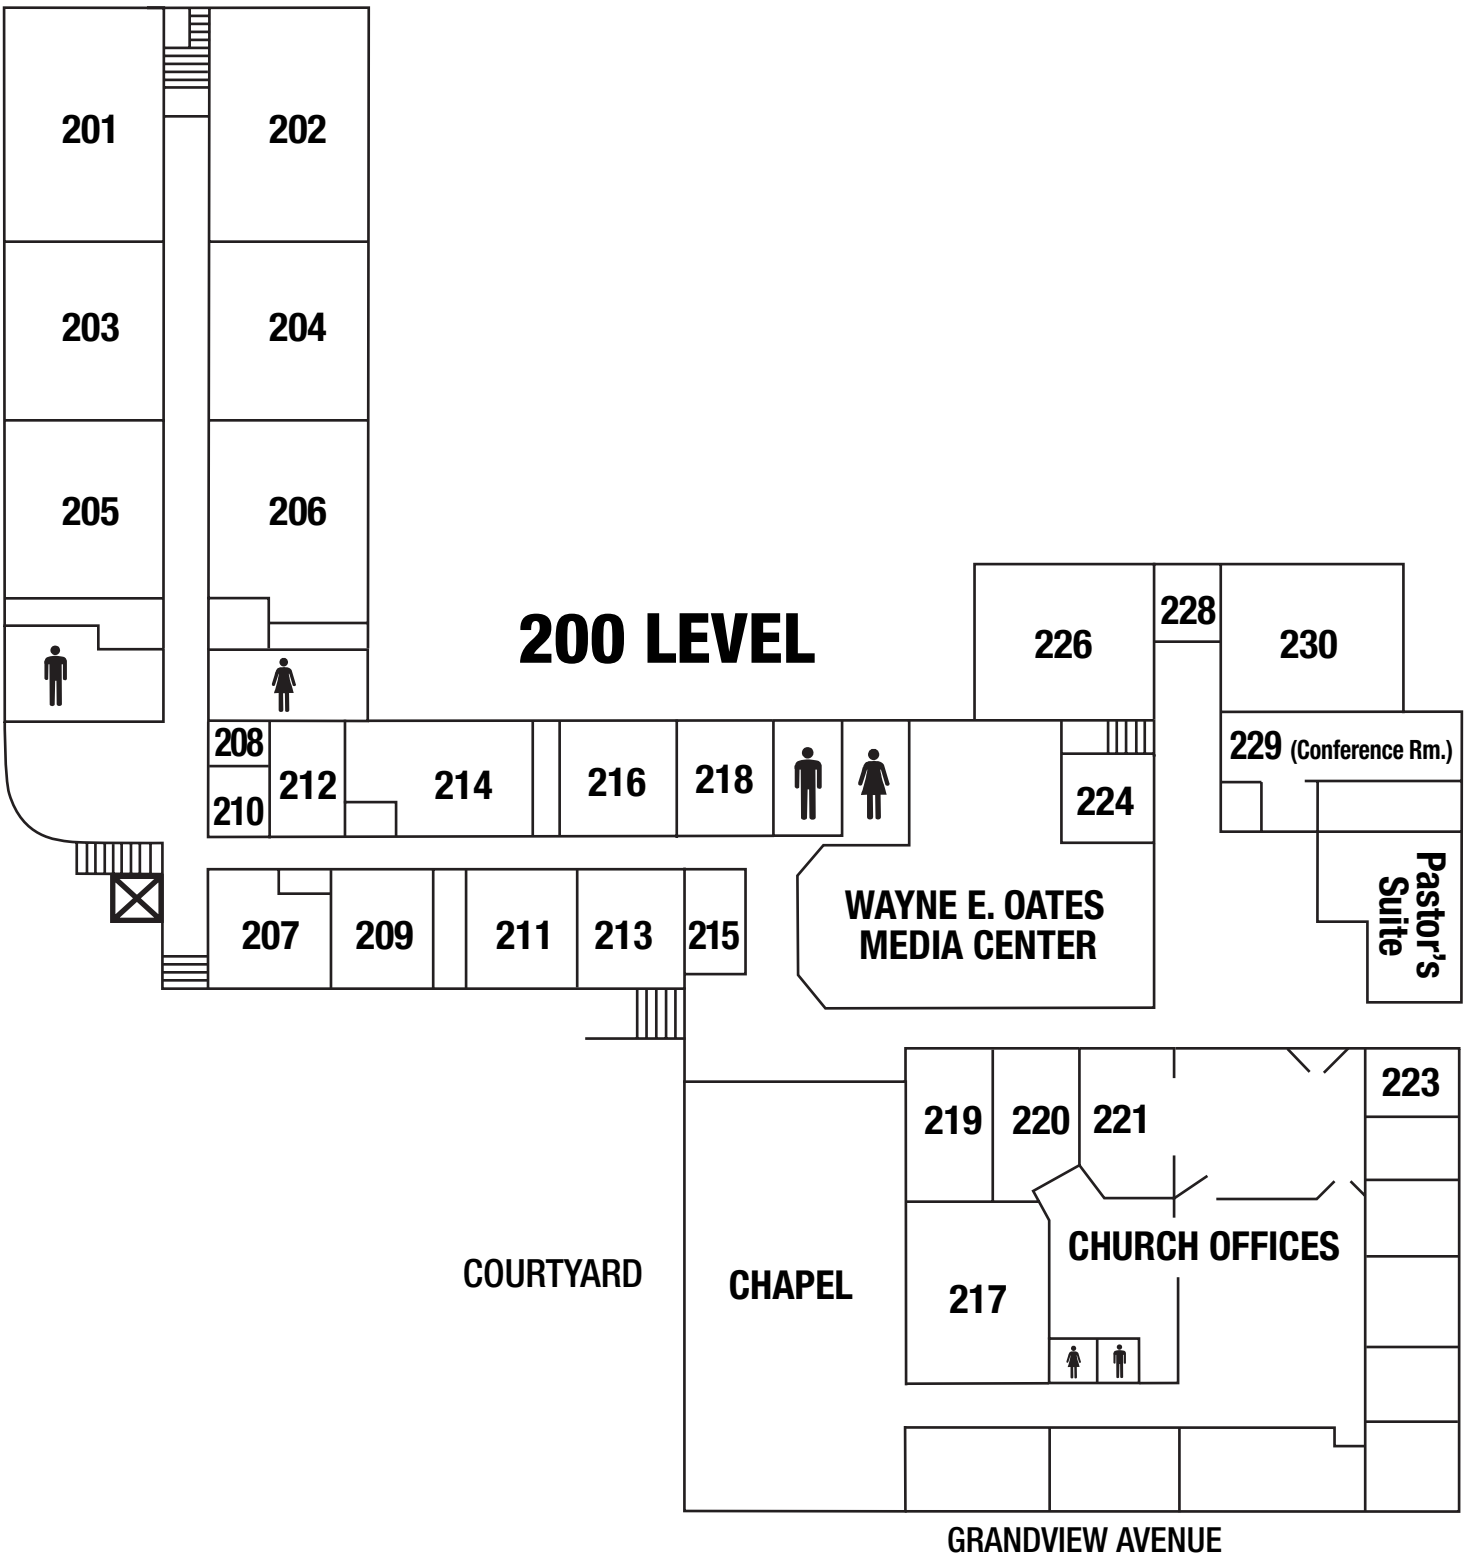 201
202
203
204
205
206
200 LEVEL
226
228
230
208
210
212
214
216
218
224
229 (Conference Rm.)
207
209
211
213
215
WAYNE E. OATES
MEDIA CENTER
Pastor's
Suite
219
220
221
223
COURTYARD
CHAPEL
217
CHURCH OFFICES
GRANDVIEW AVENUE